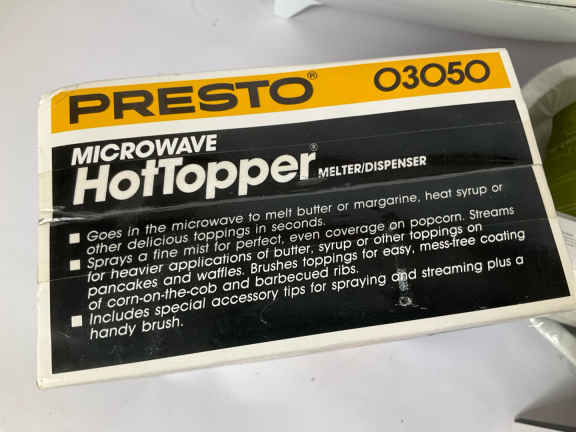 PRESTO® 03050
MICROWAVE
HotTopper® MELTER/DISPENSER
■ Goes in the microwave to melt butter or margarine, heat syrup or
other delicious toppings in seconds.
■ Sprays a fine mist for perfect, even coverage on popcorn. Streams
for heavier applications of butter, syrup or other toppings on
pancakes and waffles. Brushes toppings for easy, mess-free coating
of corn-on-the-cob and barbecued ribs.
■ Includes special accessory tips for spraying and streaming plus a
handy brush.